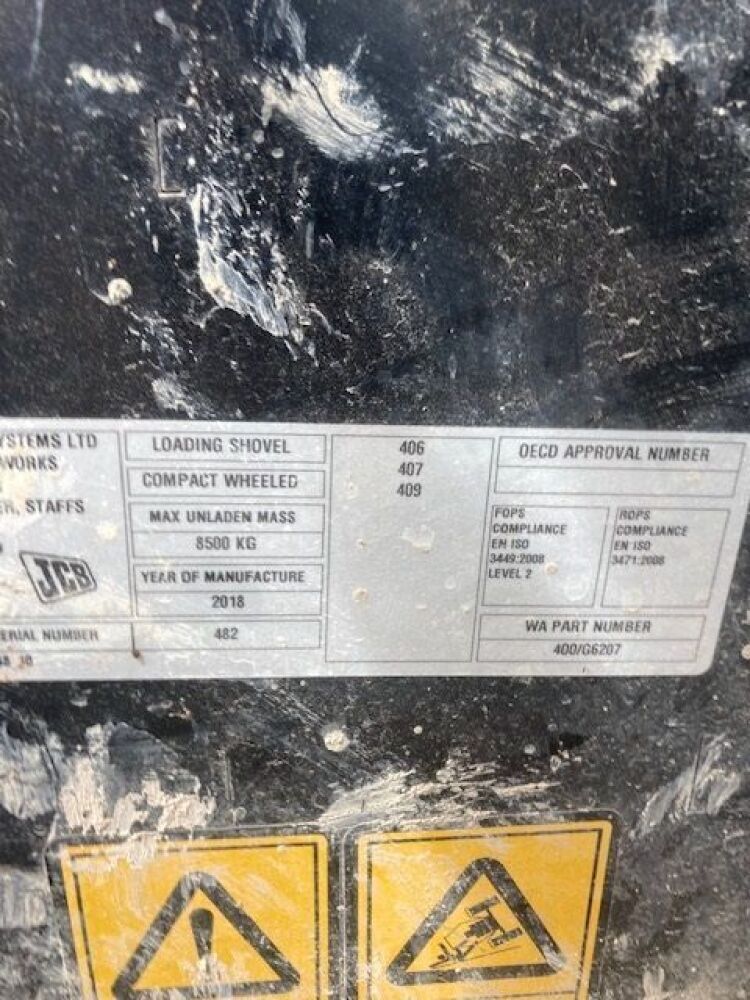 YSTEMS LTD
WORKS
ER, STAFFS
JCB
ERIAL NUMBER
LOADING SHOVEL
COMPACT WHEELED
MAX UNLADEN MASS
8500 KG
YEAR OF MANUFACTURE
2018
482
406
407
409
OECD APPROVAL NUMBER
FOPS
COMPLIANCE
EN ISO
3449:2008
LEVEL 2
ROPS
COMPLIANCE
EN ISO
3471:2008
WA PART NUMBER
400/G6207